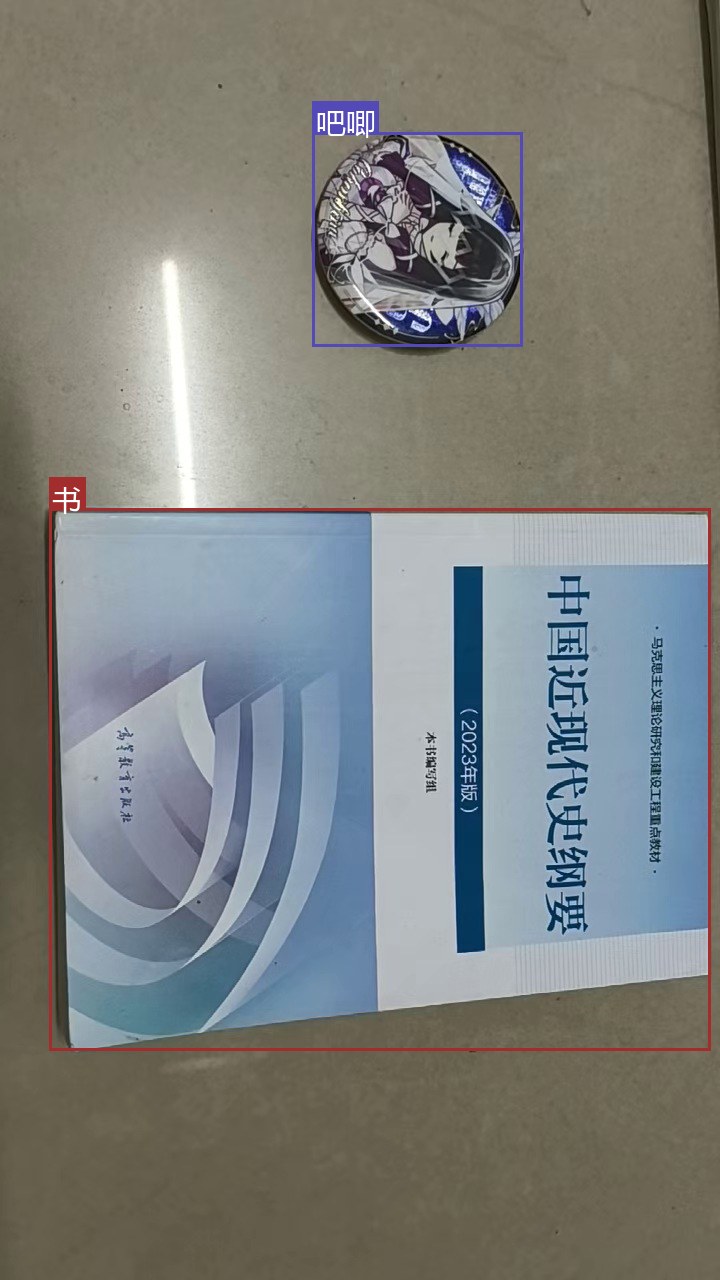 吧唧
书
·马克思主义理论研究和建设工程重点教材·
中国近现代史纲要
（2023年版）
本书编写组
高等教育出版社